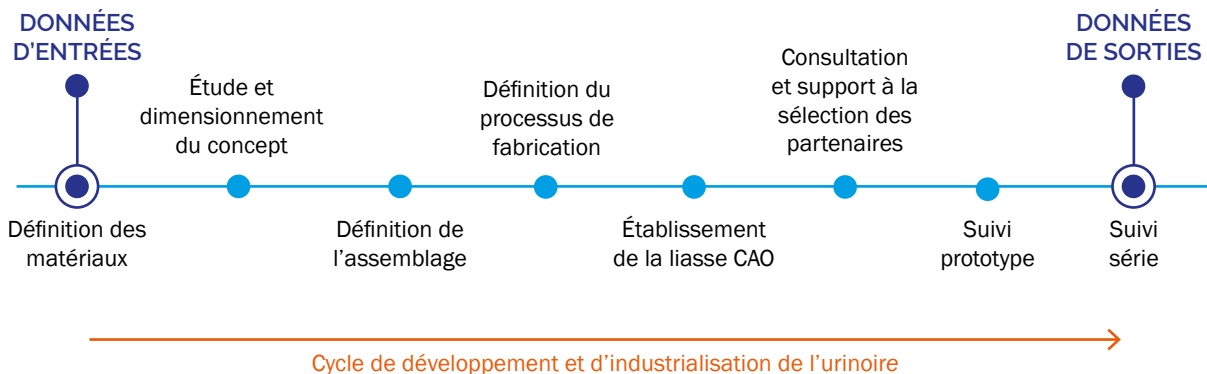 DONNÉES
D'ENTRÉES
DONNÉES
DE SORTIES
Étude et
dimensionnement
du concept
Définition du
processus de
fabrication
Consultation
et support à la
sélection des
partenaires
Définition des
matériaux
Définition de
l'assemblage
Établissement
de la liasse CAO
Suivi
prototype
Suivi
série
Cycle de développement et d'industrialisation de l'urinoire